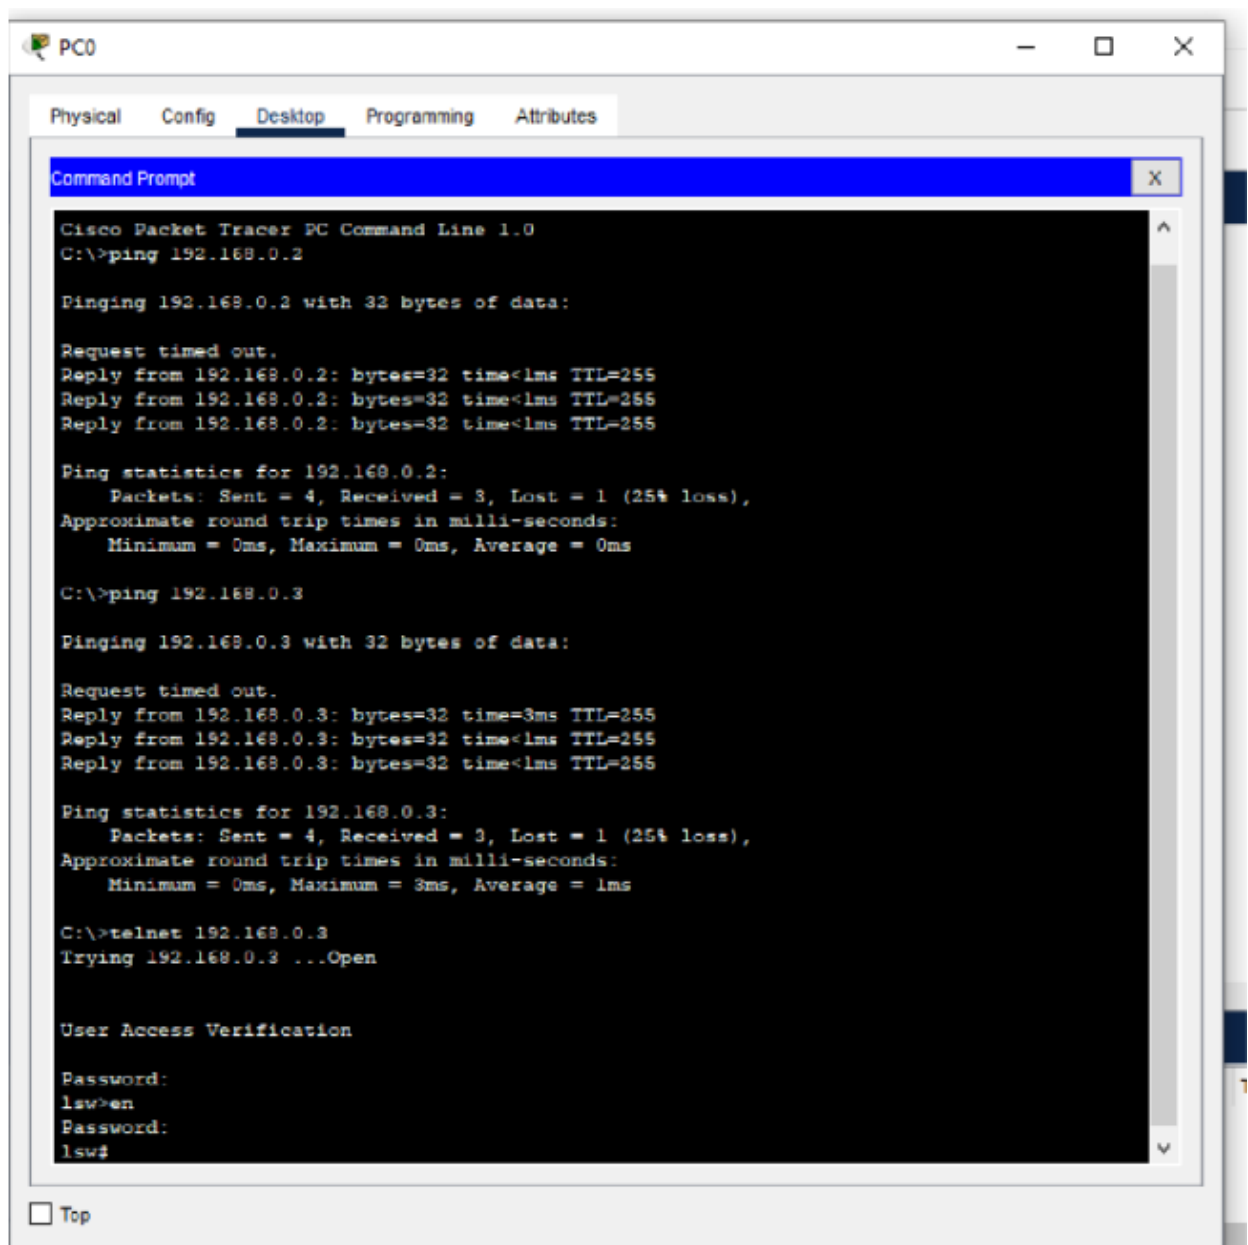 PC0
Physical Config Desktop Programming Attributes
Command Prompt
X
Cisco Packet Tracer PC Command Line 1.0
C:\>ping 192.168.0.2
Pinging 192.168.0.2 with 32 bytes of data:
Request timed out.
Reply from 192.168.0.2: bytes=32 time<1ms TTL=255
Reply from 192.168.0.2: bytes=32 time<1ms TTL=255
Reply from 192.168.0.2: bytes=32 time<1ms TTL=255
Ping statistics for 192.168.0.2:
Packets: Sent = 4, Received = 3, Lost = 1 (25% loss),
Approximate round trip times in milli-seconds:
Minimum = 0ms, Maximum = 0ms, Average = 0ms
C:\>ping 192.168.0.3
Pinging 192.168.0.3 with 32 bytes of data:
Request timed out.
Reply from 192.168.0.3: bytes=32 time=3ms TTL=255
Reply from 192.168.0.3: bytes=32 time<1ms TTL=255
Reply from 192.168.0.3: bytes=32 time<1ms TTL=255
Ping statistics for 192.168.0.3:
Packets: Sent = 4, Received = 3, Lost = 1 (25% loss),
Approximate round trip times in milli-seconds:
Minimum = 0ms, Maximum = 3ms, Average = 1ms
C:\>telnet 192.168.0.3
Trying 192.168.0.3 ...Open
User Access Verification
Password:
lsw>en
Password:
lsw#
Top